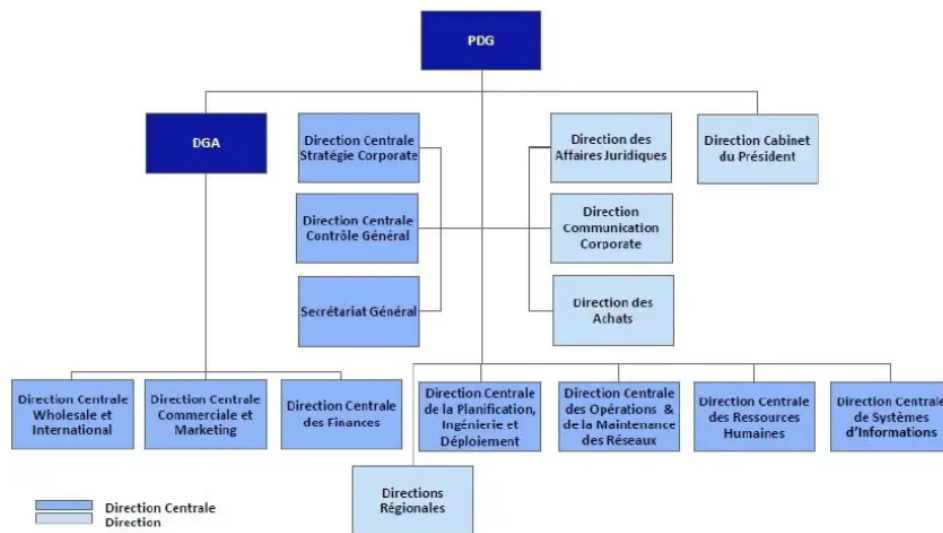 PDG
DGA
Direction Centrale
Stratégie Corporate
Direction des
Affaires Juridiques
Direction Cabinet
du Président
Direction Centrale
Contrôle Général
Direction
Communication
Corporate
Secrétariat Général
Direction des
Achats
Direction Centrale
Wholesale et
International
Direction Centrale
Commerciale et
Marketing
Direction Centrale
des Finances
Direction Centrale
de la Planification,
Ingénierie et
Déploiement
Direction Centrale
des Opérations &
de la Maintenance
des Réseaux
Direction Centrale
des Ressources
Humaines
Direction Centrale
de Systèmes
d'Informations
Directions
Régionales
Direction Centrale
Direction